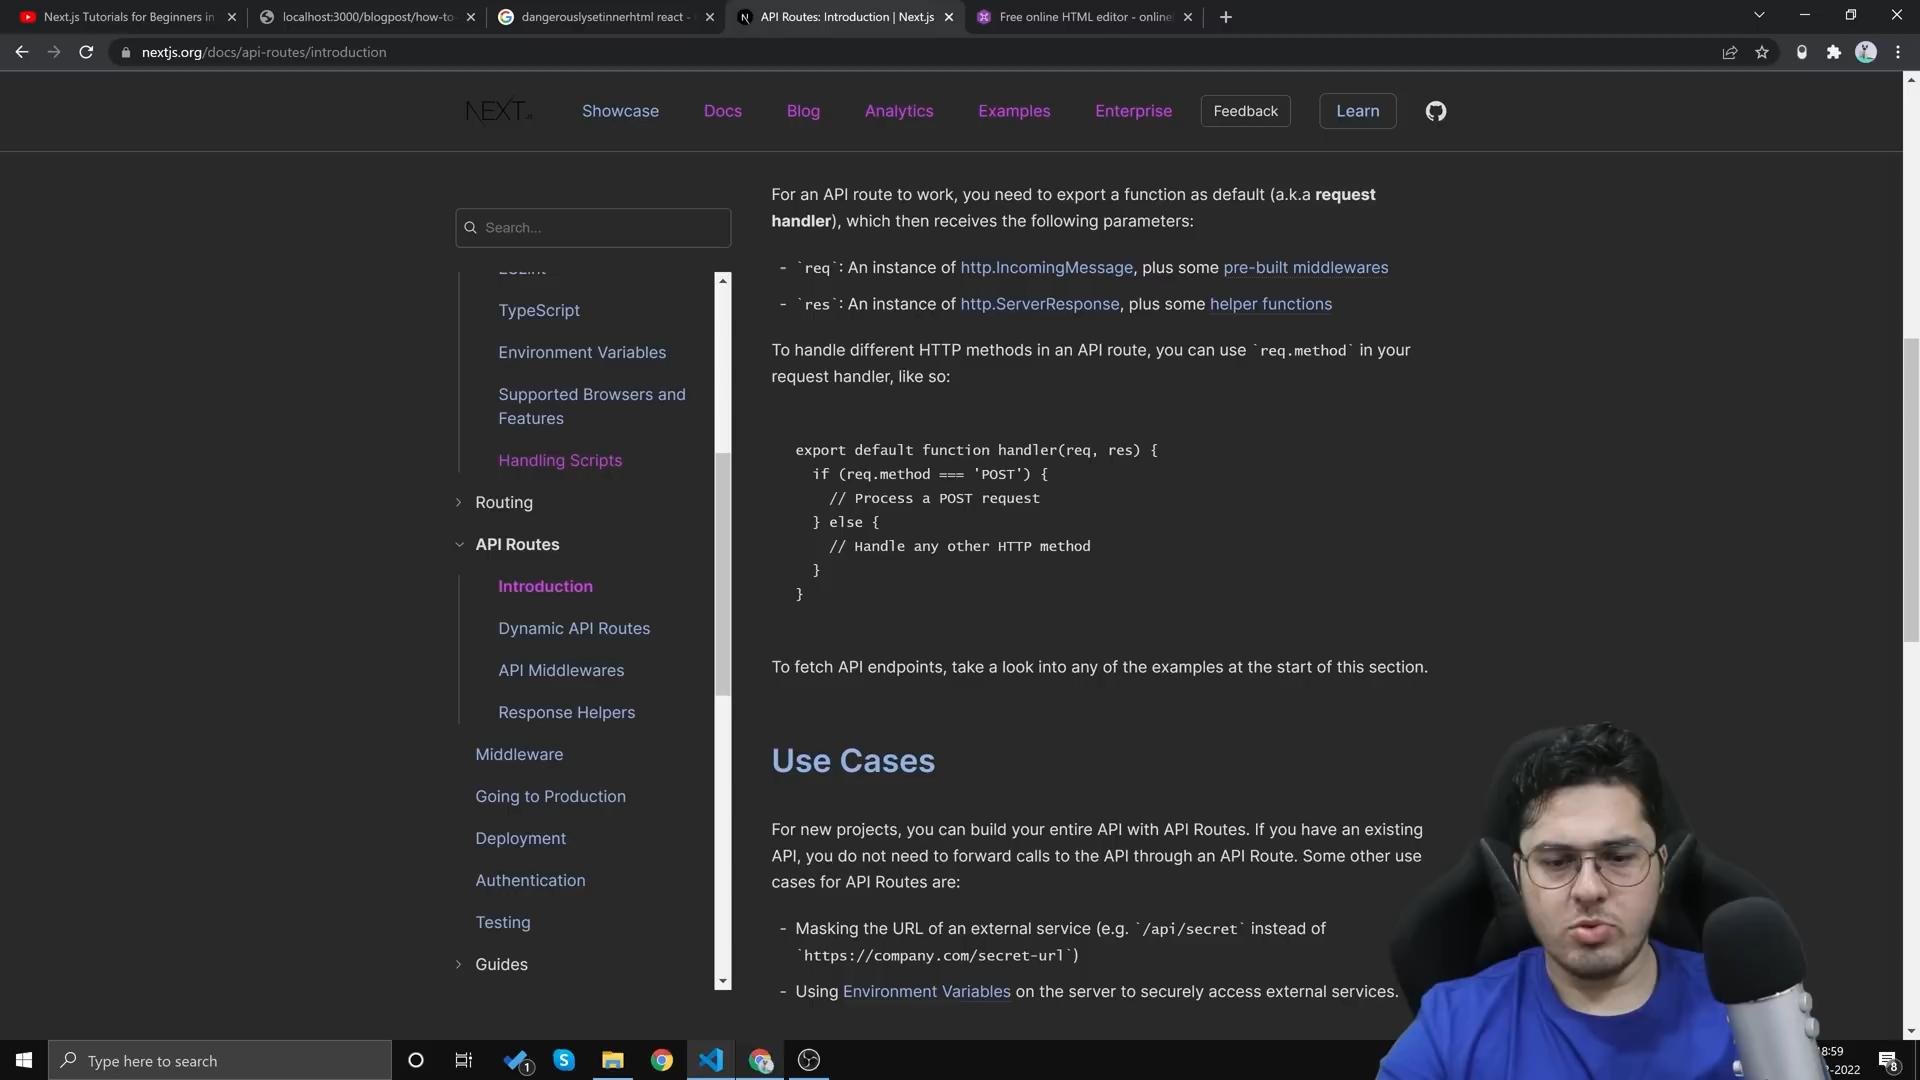 Next.js Tutorials for Beginners in
localhost:3000/blogpost/how-to-
dangerouslysetinnerhtml react -
API Routes: Introduction | Next.js
Free online HTML editor - online
nextjs.org/docs/api-routes/introduction
NEXT.JS
Showcase
Docs
Blog
Analytics
Examples
Enterprise
Feedback
Learn
Search...
ESLint
TypeScript
Environment Variables
Supported Browsers and
Features
Handling Scripts
Routing
API Routes
Introduction
Dynamic API Routes
API Middlewares
Response Helpers
Middleware
Going to Production
Deployment
Authentication
Testing
Guides
For an API route to work, you need to export a function as default (a.k.a request
handler), which then receives the following parameters:
- `req`: An instance of http.IncomingMessage, plus some pre-built middlewares
- `res`: An instance of http.ServerResponse, plus some helper functions
To handle different HTTP methods in an API route, you can use `req.method` in your
request handler, like so:
export default function handler(req, res) {
if (req.method === 'POST') {
// Process a POST request
} else {
// Handle any other HTTP method
}
}
To fetch API endpoints, take a look into any of the examples at the start of this section.
Use Cases
For new projects, you can build your entire API with API Routes. If you have an existing
API, you do not need to forward calls to the API through an API Route. Some other use
cases for API Routes are:
- Masking the URL of an external service (e.g. `/api/secret` instead of
`https://company.com/secret-url`)
- Using Environment Variables on the server to securely access external services.
Type here to search
1
8:59
-2022
8